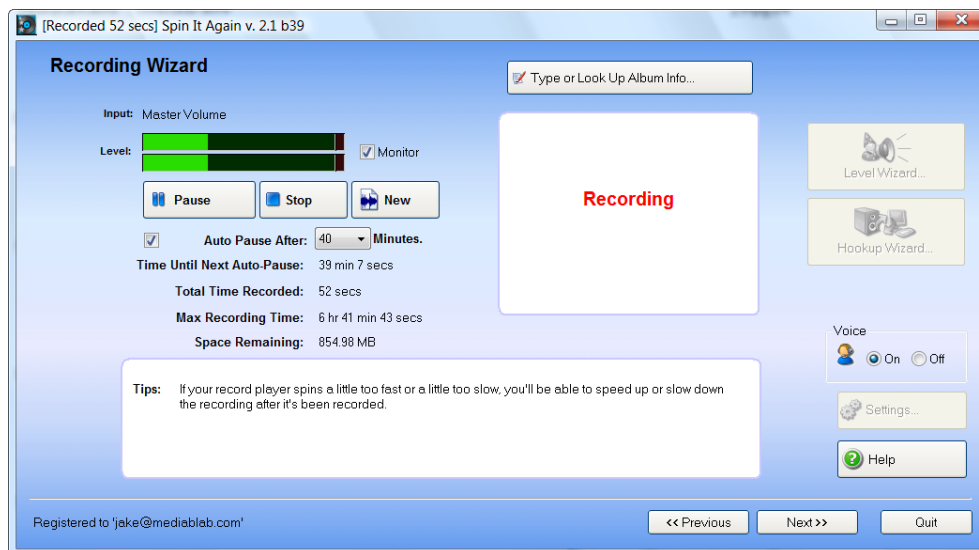 [Recorded 52 secs] Spin It Again v. 2.1 b39
Recording Wizard
Type or Look Up Album Info...
Input: Master Volume
Level:
Monitor
Pause
Stop
New
Recording
Level Wizard...
Hookup Wizard...
Auto Pause After: 40 Minutes.
Time Until Next Auto-Pause: 39 min 7 secs
Total Time Recorded: 52 secs
Max Recording Time: 6 hr 41 min 43 secs
Space Remaining: 854.98 MB
Voice
On Off
Tips: If your record player spins a little too fast or a little too slow, you'll be able to speed up or slow down
the recording after it's been recorded.
Settings...
Help
Registered to 'jake@mediablab.com'
<< Previous
Next >>
Quit